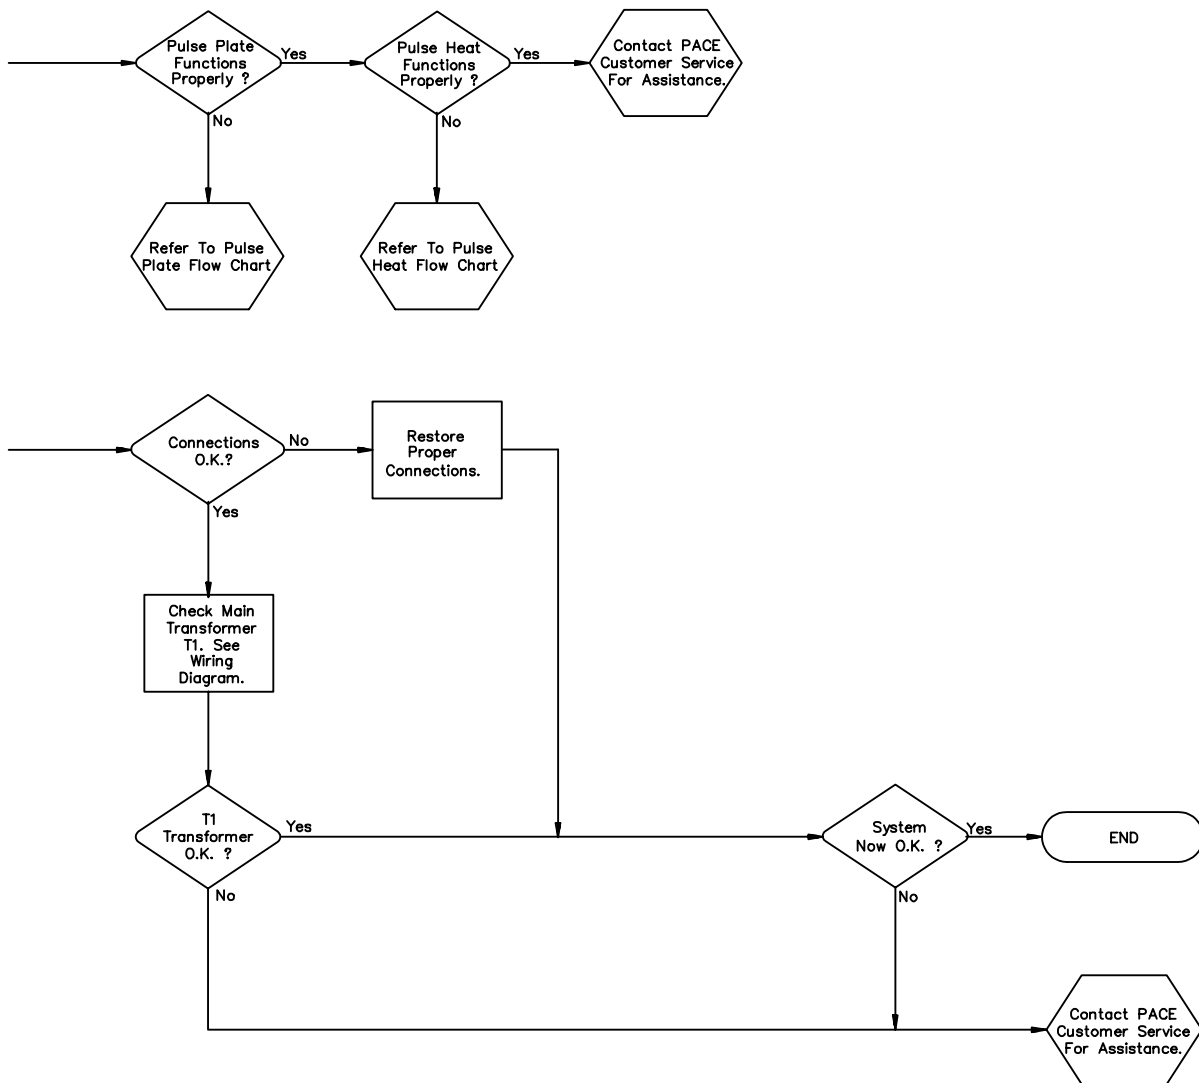 Pulse Plate
Functions
Properly ?
Yes
No
Pulse Heat
Functions
Properly ?
Yes
No
Contact PACE
Customer Service
For Assistance.
Refer To Pulse
Plate Flow Chart
Refer To Pulse
Heat Flow Chart
Connections
O.K.?
No
Yes
Restore
Proper
Connections.
Check Main
Transformer
T1. See
Wiring
Diagram.
T1
Transformer
O.K. ?
Yes
No
System
Now O.K. ?
Yes
No
END
Contact PACE
Customer Service
For Assistance.